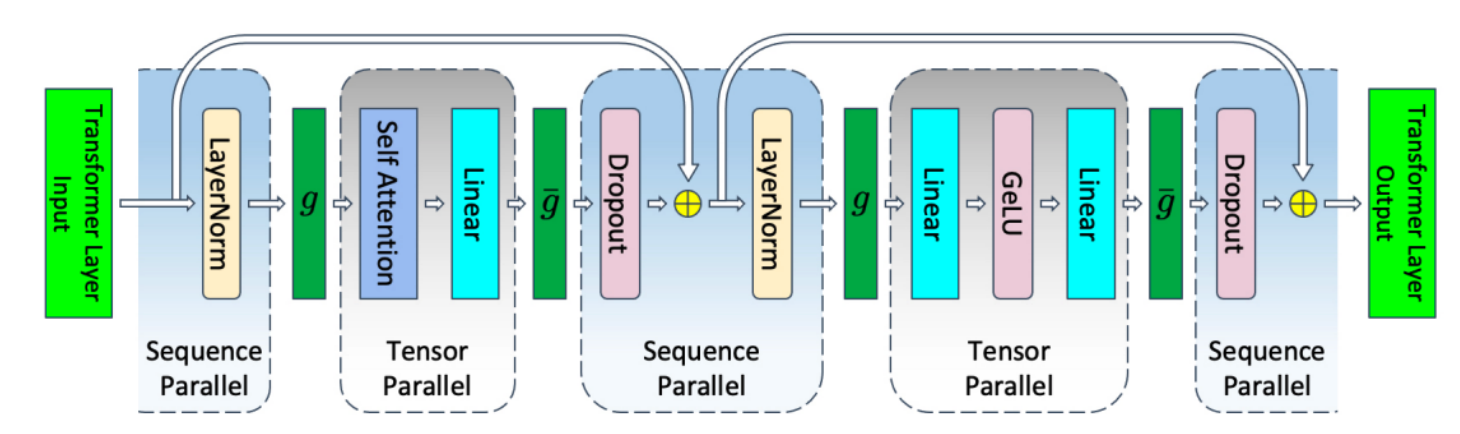 Transformer Layer
Input
LayerNorm
g
Self Attention
Linear
ḡ
Dropout
LayerNorm
g
Linear
GeLU
Linear
ḡ
Dropout
Transformer Layer
Output
Sequence
Parallel
Tensor
Parallel
Sequence
Parallel
Tensor
Parallel
Sequence
Parallel